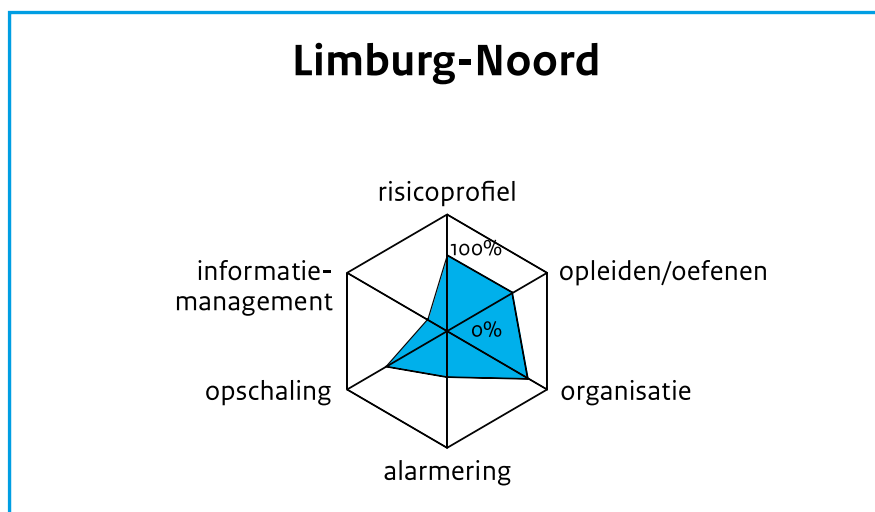 Limburg-Noord
risicoprofiel
100%
informatie-
management
opleiden/oefenen
0%
opschaling
organisatie
alarmering